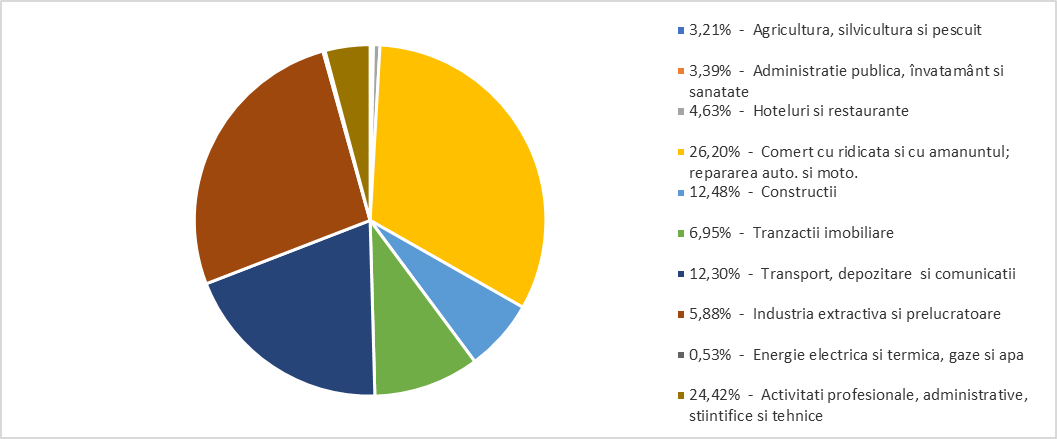 3,21%  -  Agricultura, silvicultura si pescuit
3,39%  -  Administratie publica, învatamânt si
sanatate
4,63%  -  Hoteluri si restaurante
26,20%  -  Comert cu ridicata si cu amanuntul;
repararea auto. si moto.
12,48%  -  Constructii
6,95%  -  Tranzactii imobiliare
12,30%  -  Transport, depozitare  si comunicatii
5,88%  -  Industria extractiva si prelucratoare
0,53%  -  Energie electrica si termica, gaze si apa
24,42%  -  Activitati profesionale, administrative,
stiintifice si tehnice